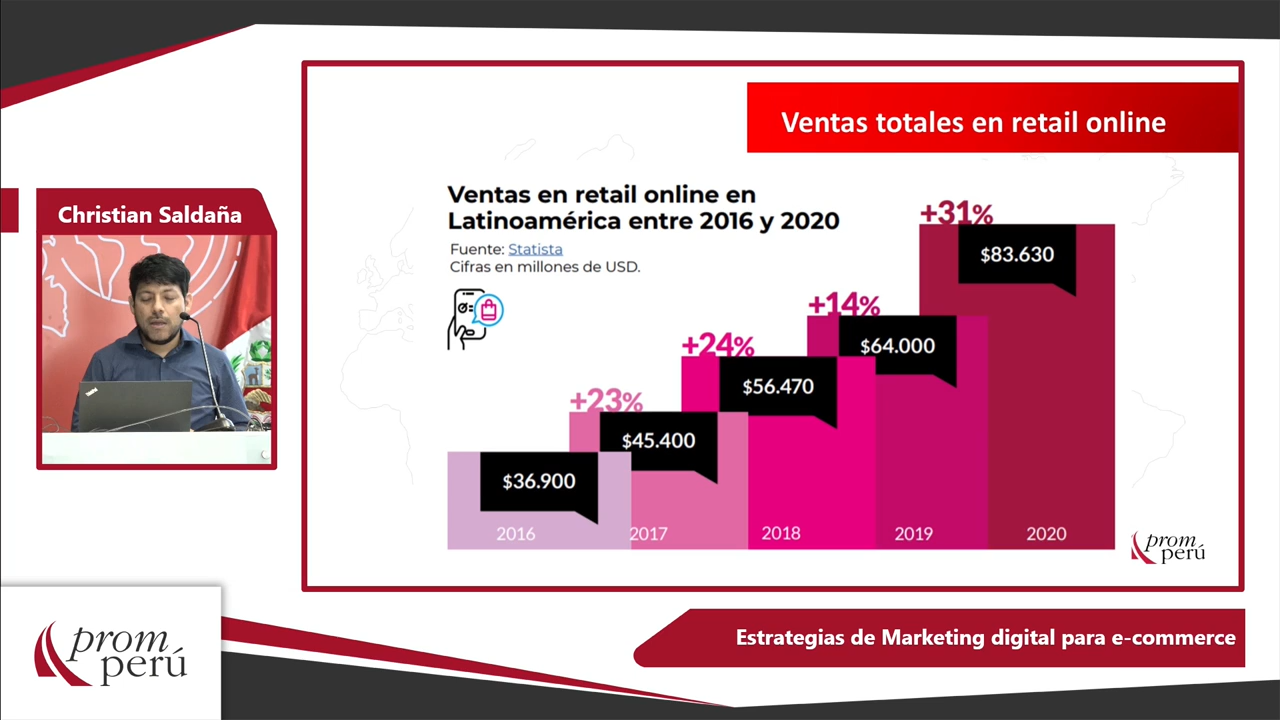 Ventas totales en retail online
Christian Saldaña
Ventas en retail online en
Latinoamérica entre 2016 y 2020
Fuente: Statista
Cifras en millones de USD.
+31%
$83.630
+14%
$64.000
+24%
$56.470
+23%
$45.400
$36.900
2016
2017
2018
2019
2020
prom
perú
Estrategias de Marketing digital para e-commerce
prom
perú